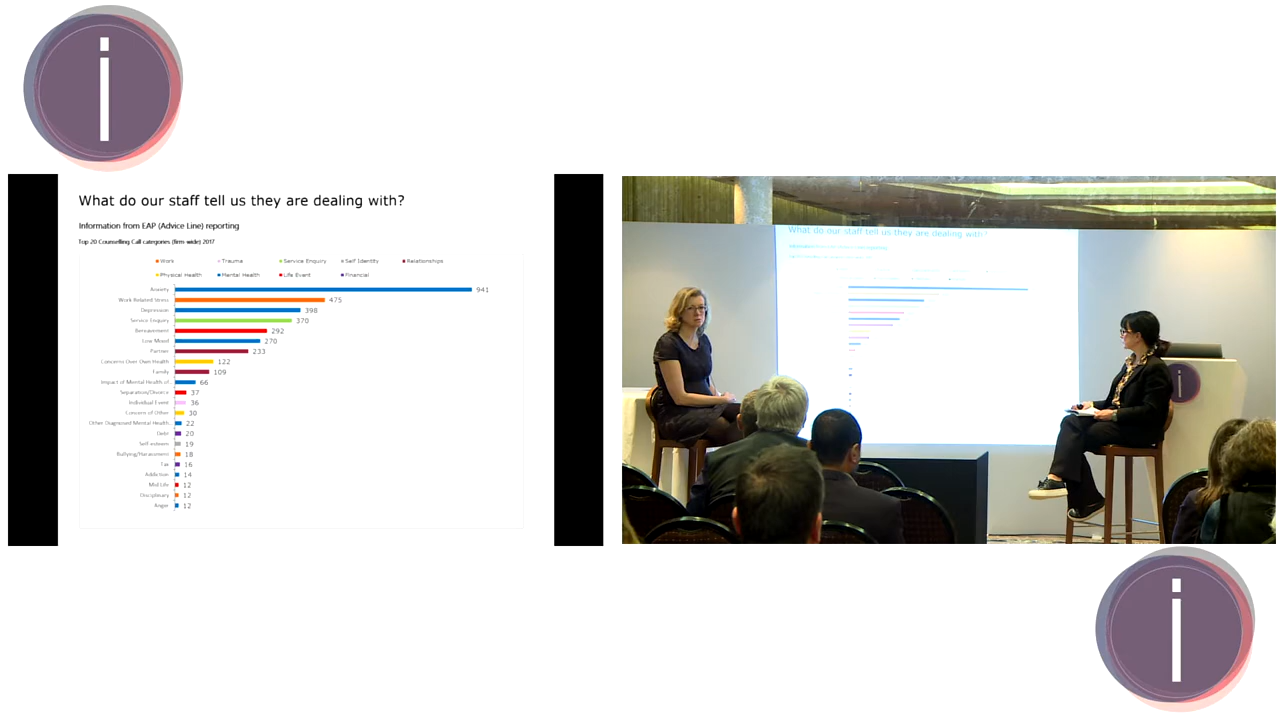 i
What do our staff tell us they are dealing with?
Information from EAP (Advice Line) reporting
Top 20 Counselling Call categories (firm-wide) 2017
Work Trauma Service Enquiry Self Identity Relationships
Physical Health Mental Health Life Event Financial
Anxiety 941
Work Related Stress 475
Depression 398
Service Enquiry 370
Bereavement 292
Low Mood 270
Partner 233
Concerns Over Own Health 122
Family 109
Impact of Mental Health of.. 66
Separation/Divorce 37
Individual Event 36
Concern of Other 30
Other Diagnosed Mental Health.. 22
Debt 20
Self-esteem 19
Bullying/Harassment 18
Tax 16
Addiction 14
Mid Life 12
Disciplinary 12
Anger 12
What do our staff tell us they are dealing with?
i
i